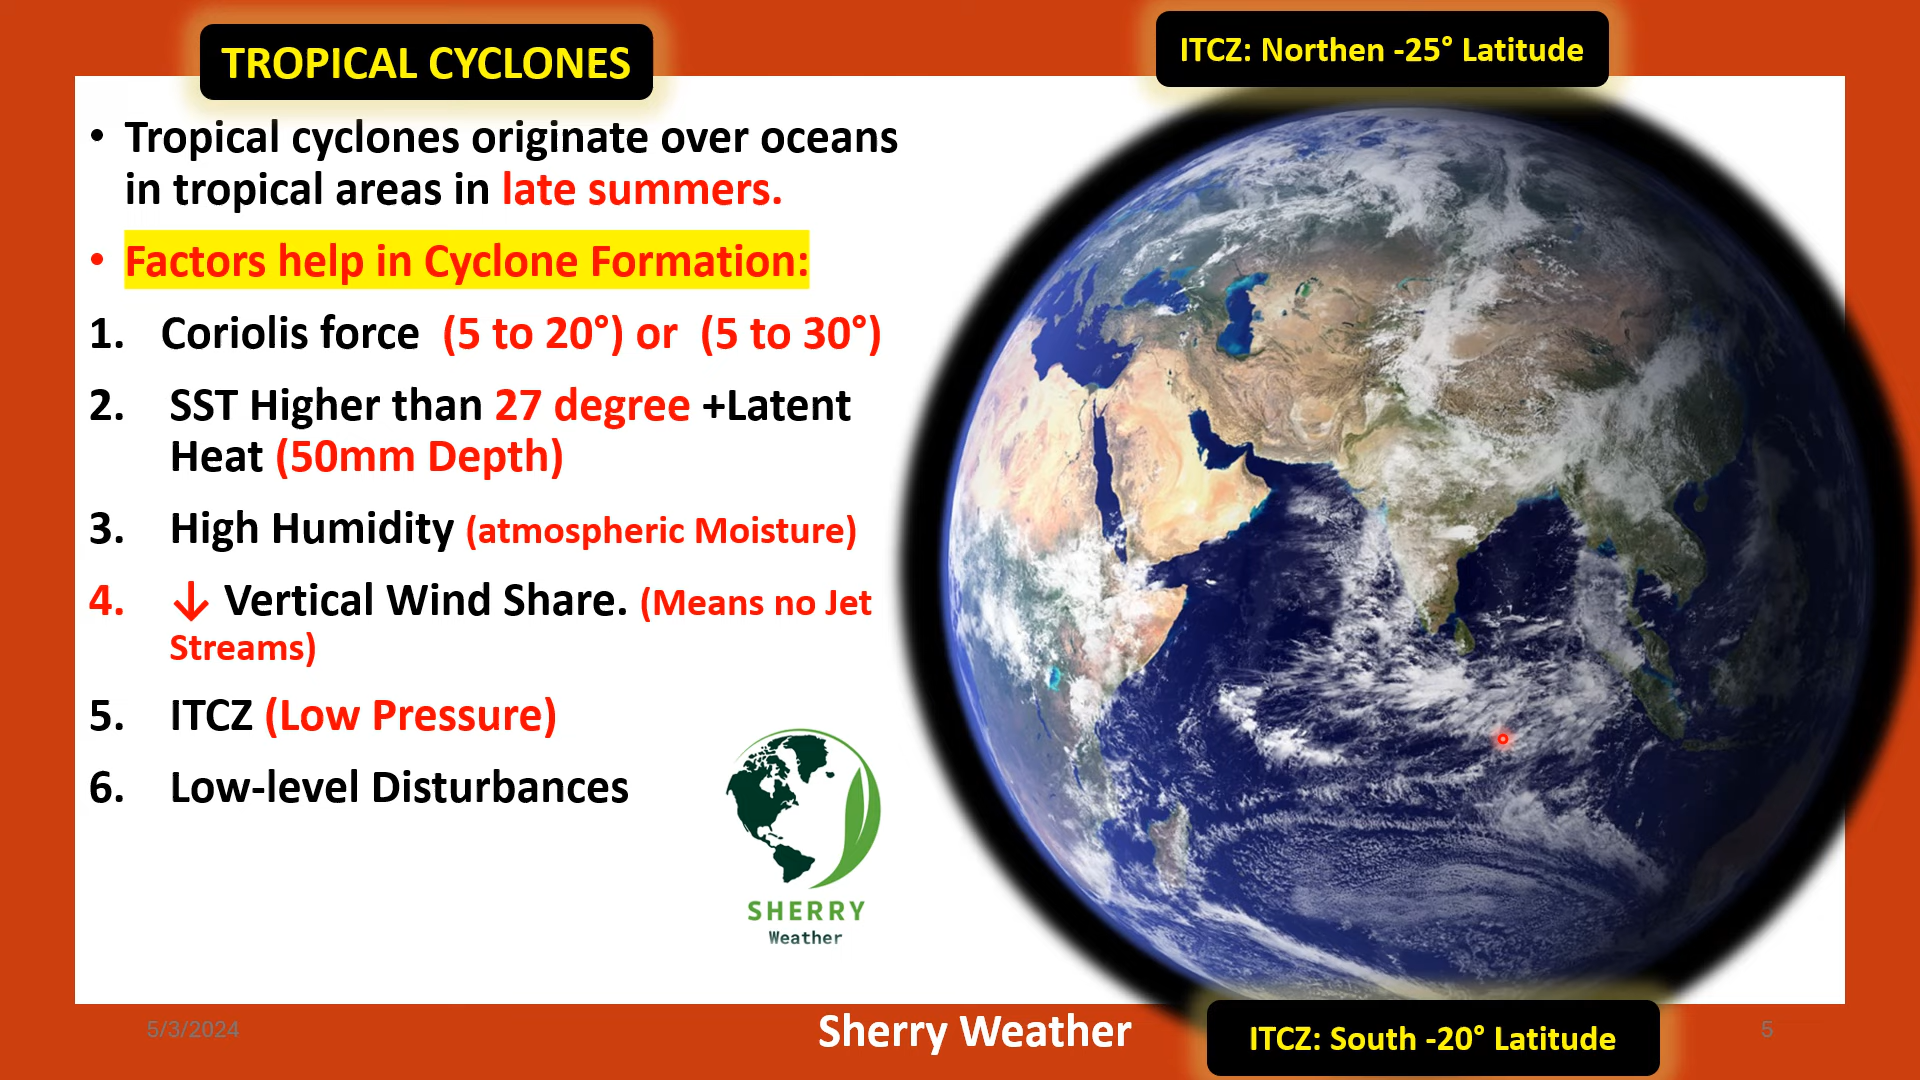 TROPICAL CYCLONES
ITCZ: Northen -25° Latitude
• Tropical cyclones originate over oceans
in tropical areas in late summers.
• Factors help in Cyclone Formation:
1. Coriolis force (5 to 20°) or (5 to 30°)
2. SST Higher than 27 degree +Latent
Heat (50mm Depth)
3. High Humidity (atmospheric Moisture)
4. ↓ Vertical Wind Share. (Means no Jet
Streams)
5. ITCZ (Low Pressure)
6. Low-level Disturbances
SHERRY
Weather
5/3/2024
Sherry Weather
ITCZ: South -20° Latitude
5